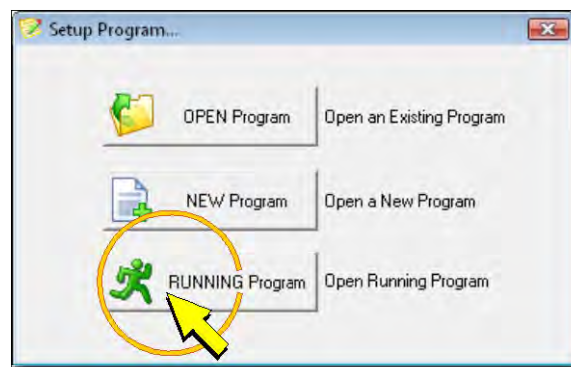 Setup Program...
OPEN Program Open an Existing Program
NEW Program Open a New Program
RUNNING Program Open Running Program